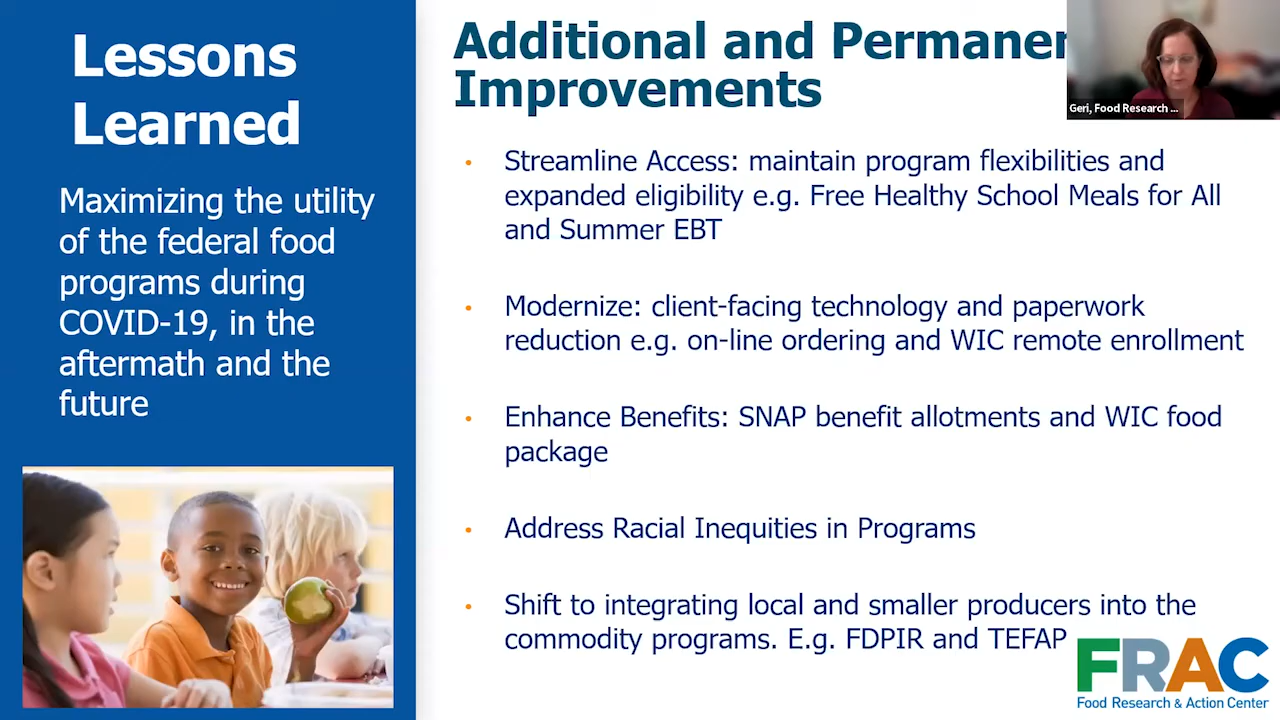 Lessons
Learned
Maximizing the utility
of the federal food
programs during
COVID-19, in the
aftermath and the
future
Additional and
Improvements
• Streamline Access: maintain program flexibilities and
expanded eligibility e.g. Free Healthy School Meals for All
and Summer EBT
• Modernize: client-facing technology and paperwork
reduction e.g. on-line ordering and WIC remote enrollment
• Enhance Benefits: SNAP benefit allotments and WIC food
package
• Address Racial Inequities in Programs
• Shift to integrating local and smaller producers into the
commodity programs. E.g. FDPIR and TEFAP
Geri, Food Research ...
FRAC
Food Research & Action Center